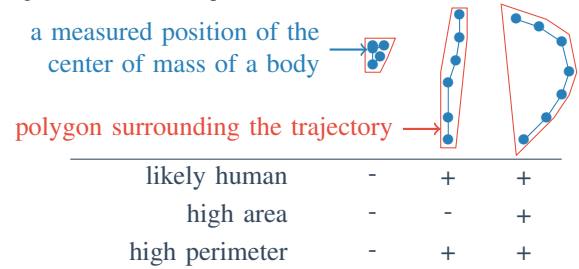 a measured position of the
center of mass of a body
polygon surrounding the trajectory
likely human - + +
high area - - +
high perimeter - + +